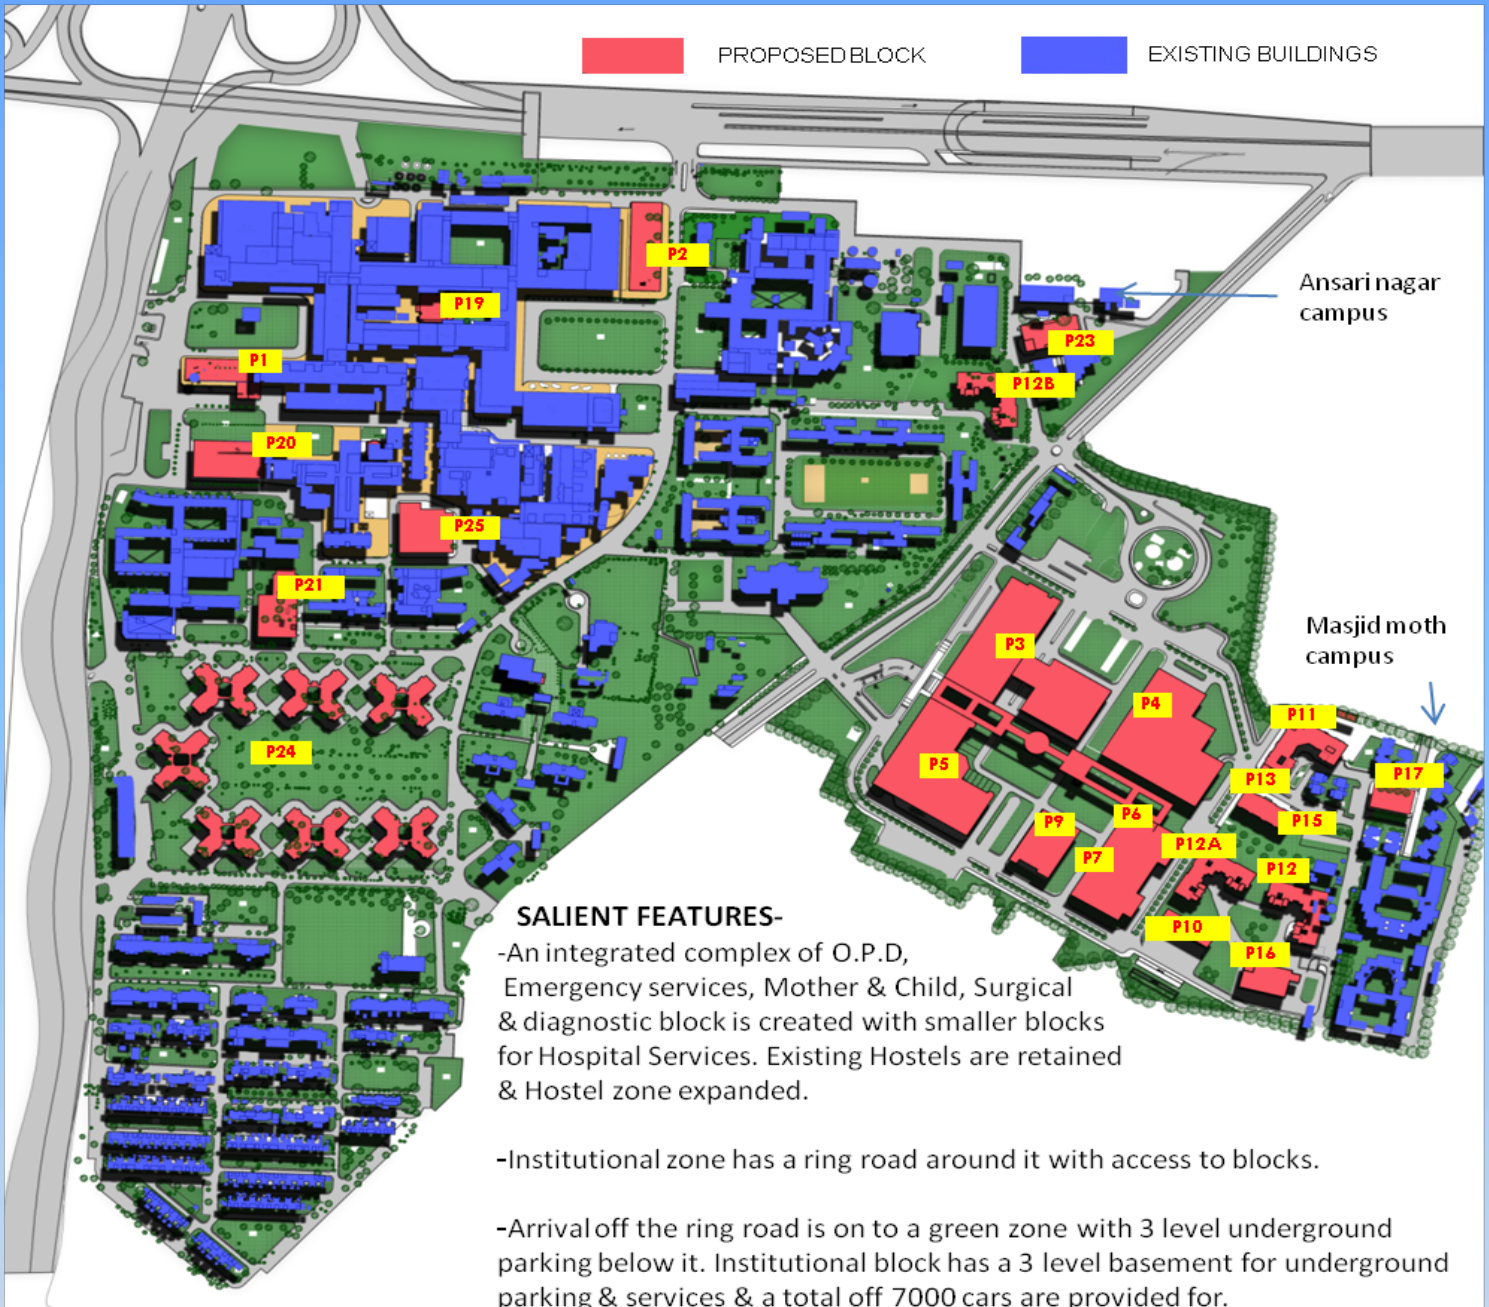 PROPOSED BLOCK
EXISTING BUILDINGS
P2
Ansari nagar
campus
P19
P23
P1
P12B
P20
P25
P21
Masjid moth
campus
P3
P4
P11
P24
P5
P13
P17
P9
P6
P15
P7
P12A
P12
P10
P16
SALIENT FEATURES-
-An integrated complex of O.P.D,
Emergency services, Mother & Child, Surgical
& diagnostic block is created with smaller blocks
for Hospital Services. Existing Hostels are retained
& Hostel zone expanded.
-Institutional zone has a ring road around it with access to blocks.
-Arrival off the ring road is on to a green zone with 3 level underground
parking below it. Institutional block has a 3 level basement for underground
parking & services & a total off 7000 cars are provided for.